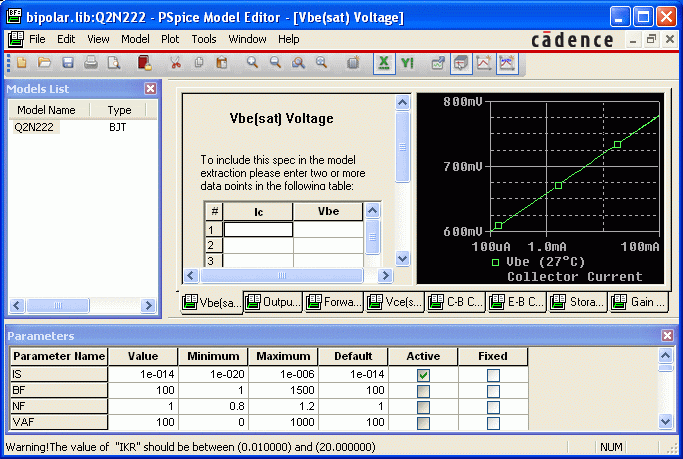 bipolar.lib:Q2N222 - PSpice Model Editor - [Vbe(sat) Voltage]
File Edit View Model Plot Tools Window Help
cādence
Models List
Model Name Type
Q2N222 BJT
Vbe(sat) Voltage
To include this spec in the model
extraction please enter two or more
data points in the following table:
# Ic Vbe
1
2
3
800mV
700mV
600mV
100uA 1.0mA 100mA
Vbe (27°C)
Collector Current
Vbe(sa... Outpu... Forwa... Vce(s... C-B C... E-B C... Stora... Gain ...
Parameters
Parameter Name Value Minimum Maximum Default Active Fixed
IS 1e-014 1e-020 1e-006 1e-014
BF 100 1 1500 100
NF 1 0.8 1.2 1
VAF 100 0 1000 100
Warning!The value of "IKR" should be between (0.010000) and (20.000000) NUM